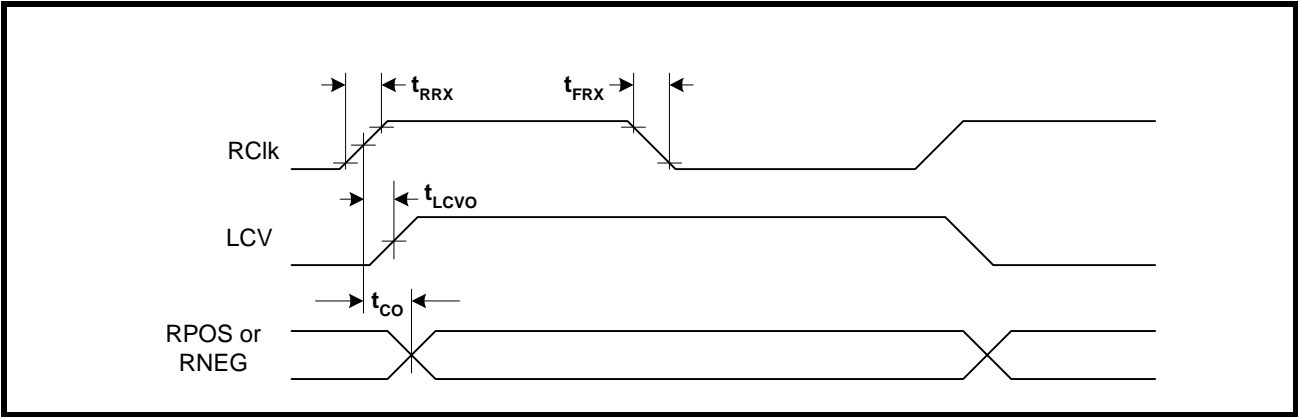 tRRX
tFRX
RClk
tLCVO
LCV
tCO
RPOS or
RNEG